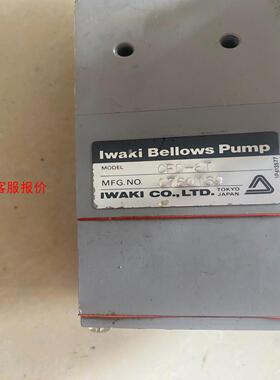 Iwaki Bellows Pump
MODEL
MFG.NO.
IWAKI CO.,LTD. TOKYO JAPAN
客服报价